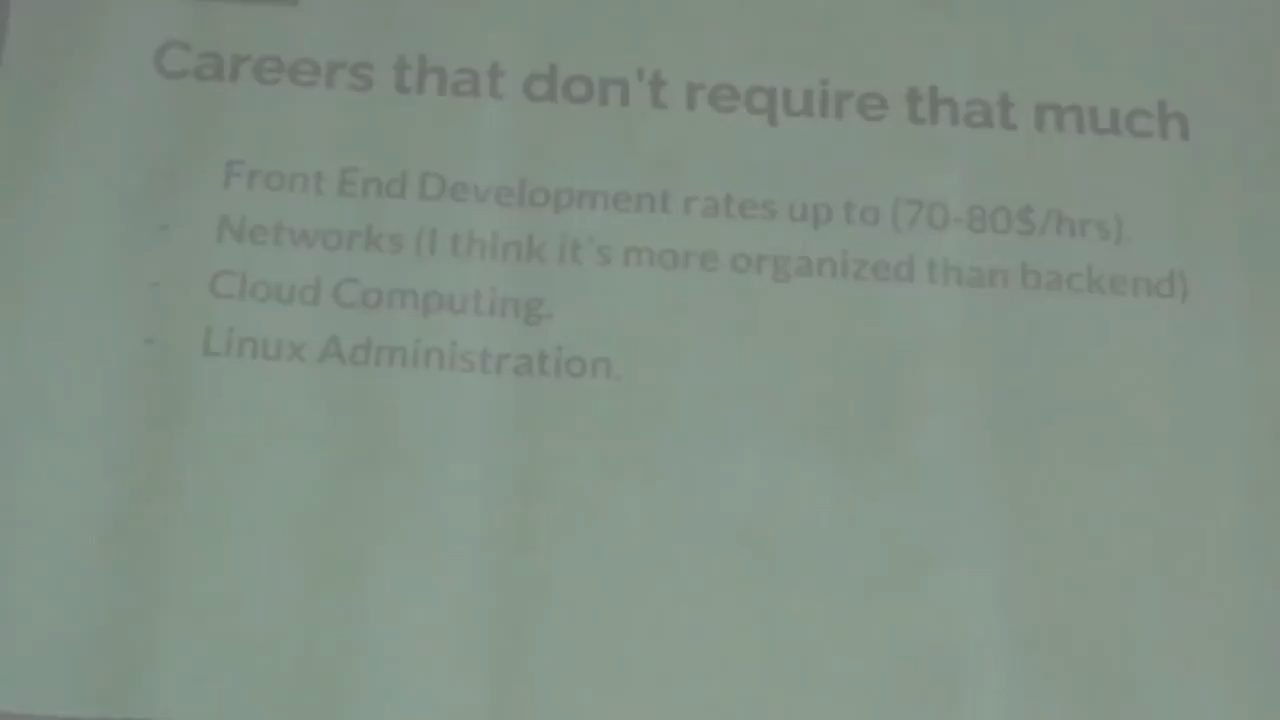 Careers that don't require that much
Front End Development rates up to (70-80$/hrs)
- Networks (I think it's more organized than backend)
- Cloud Computing.
- Linux Administration.